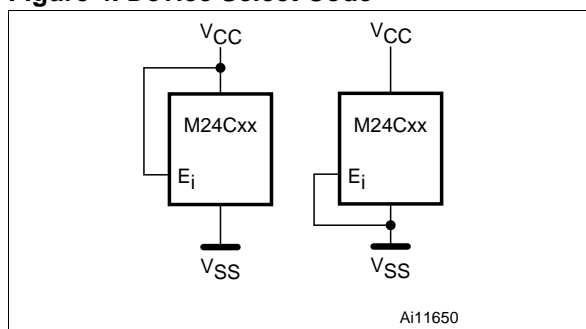 Figure 4. Device Select Code
VCC VCC
M24Cxx M24Cxx
Ei Ei
VSS VSS
Ai11650